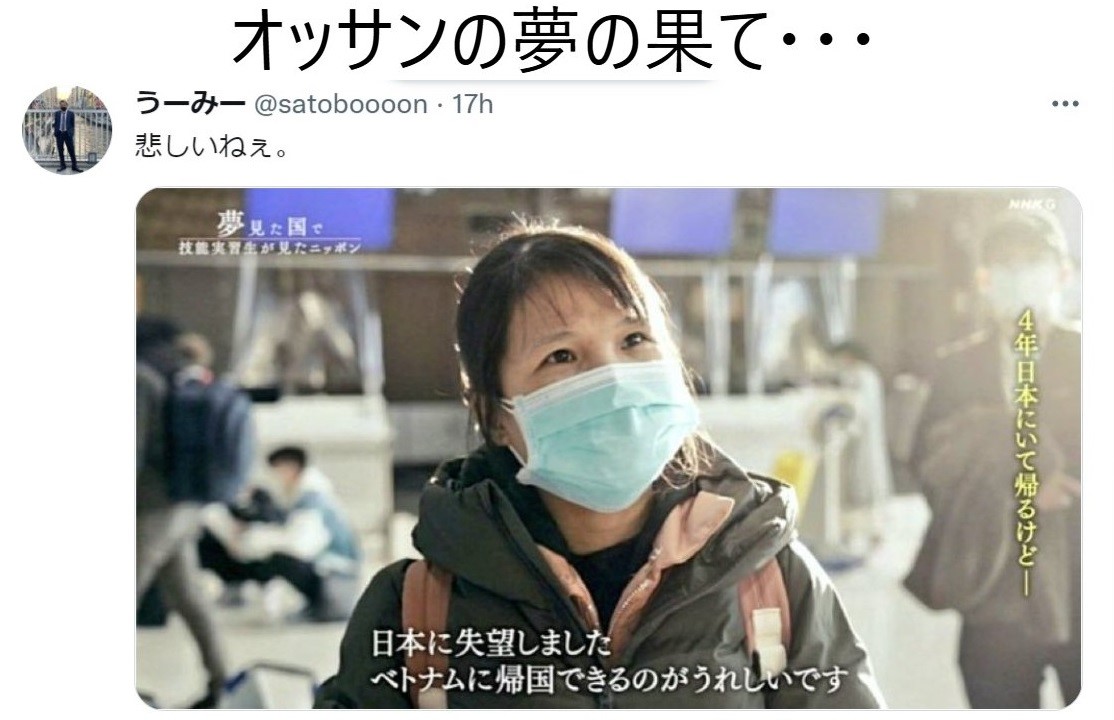 オッサンの夢の果て・・・
うーみー @satoboooon · 17h
悲しいねぇ。
夢見た国で
技能実習生が見たニッポン
NHK G
4年日本にいて帰るけど―
日本に失望しました
ベトナムに帰国できるのがうれしいです